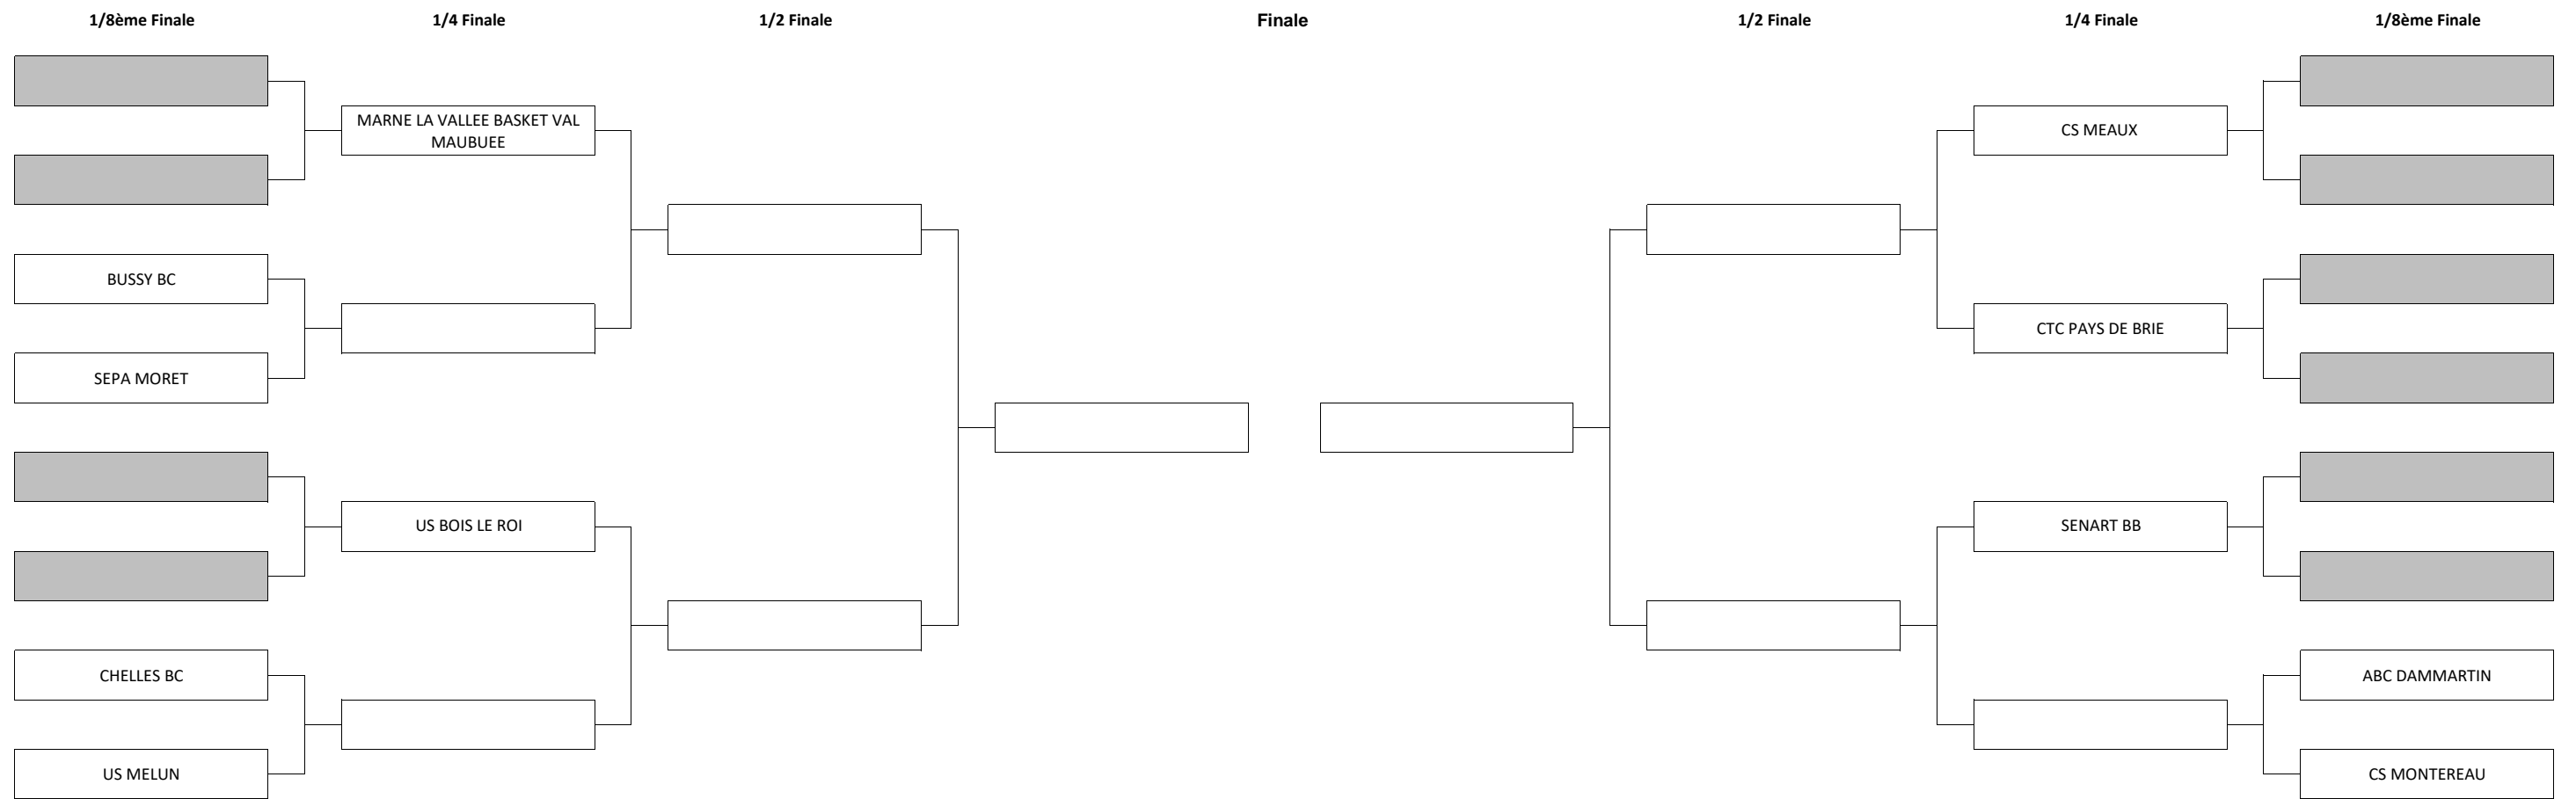 1/8ème Finale
1/4 Finale
1/2 Finale
Finale
1/2 Finale
1/4 Finale
1/8ème Finale
MARNE LA VALLEE BASKET VAL
MAUBUEE
CS MEAUX
BUSSY BC
CTC PAYS DE BRIE
SEPA MORET
US BOIS LE ROI
SENART BB
CHELLES BC
ABC DAMMARTIN
US MELUN
CS MONTEREAU